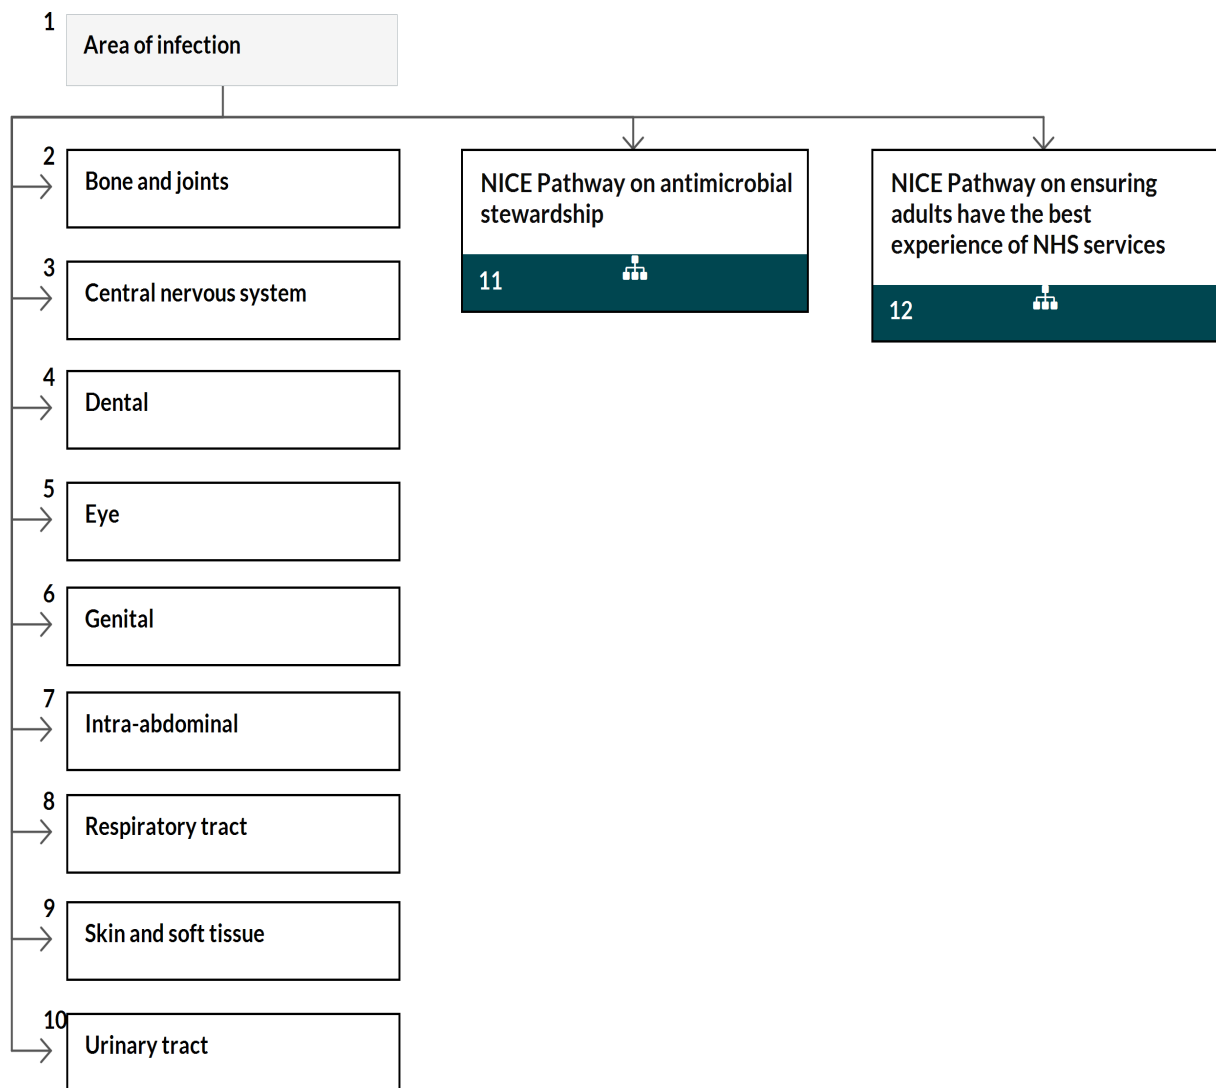 1
Area of infection
2
Bone and joints
3
Central nervous system
4
Dental
5
Eye
6
Genital
7
Intra-abdominal
8
Respiratory tract
9
Skin and soft tissue
10
Urinary tract
NICE Pathway on antimicrobial
stewardship
11
NICE Pathway on ensuring
adults have the best
experience of NHS services
12